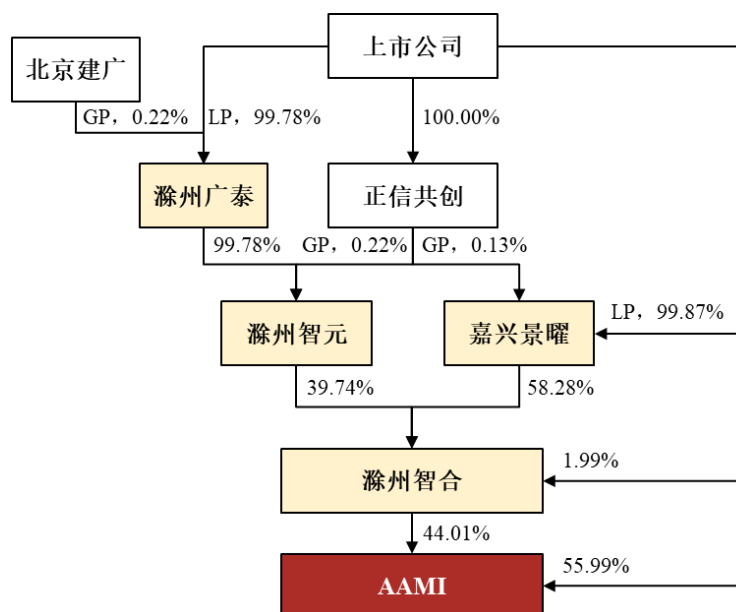 上市公司
北京建广
GP，0.22%
LP，99.78%
100.00%
滁州广泰
正信共创
99.78%
GP，0.22%
GP，0.13%
滁州智元
嘉兴景曜
LP，99.87%
39.74%
58.28%
滁州智合
1.99%
44.01%
AAMI
55.99%